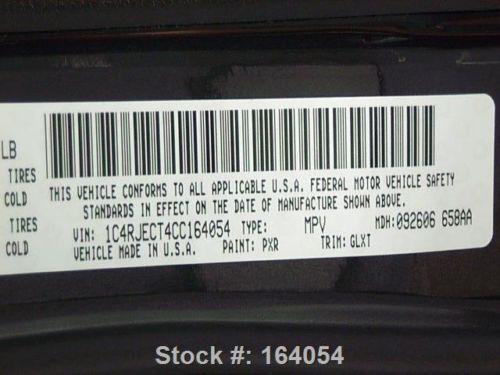 LB
TIRES
COLD
TIRES
COLD
THIS VEHICLE CONFORMS TO ALL APPLICABLE U.S.A. FEDERAL MOTOR VEHICLE SAFETY
STANDARDS IN EFFECT ON THE DATE OF MANUFACTURE SHOWN ABOVE.
VIN: 1C4RJECT4CC164054 TYPE: MPV MDH:092606 658AA
VEHICLE MADE IN U.S.A. PAINT: PXR TRIM: GLXT
Stock #: 164054